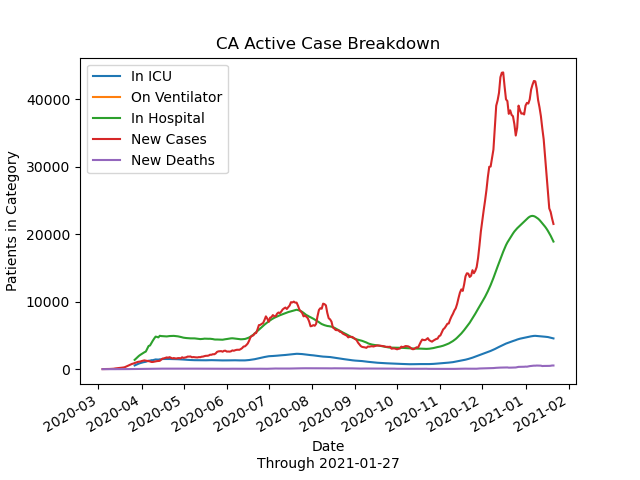 CA Active Case Breakdown
In ICU
On Ventilator
In Hospital
New Cases
New Deaths
Patients in Category
40000
30000
20000
10000
0
2020-03
2020-04
2020-05
2020-06
2020-07
2020-08
2020-09
2020-10
2020-11
2020-12
2021-01
2021-02
Date
Through 2021-01-27